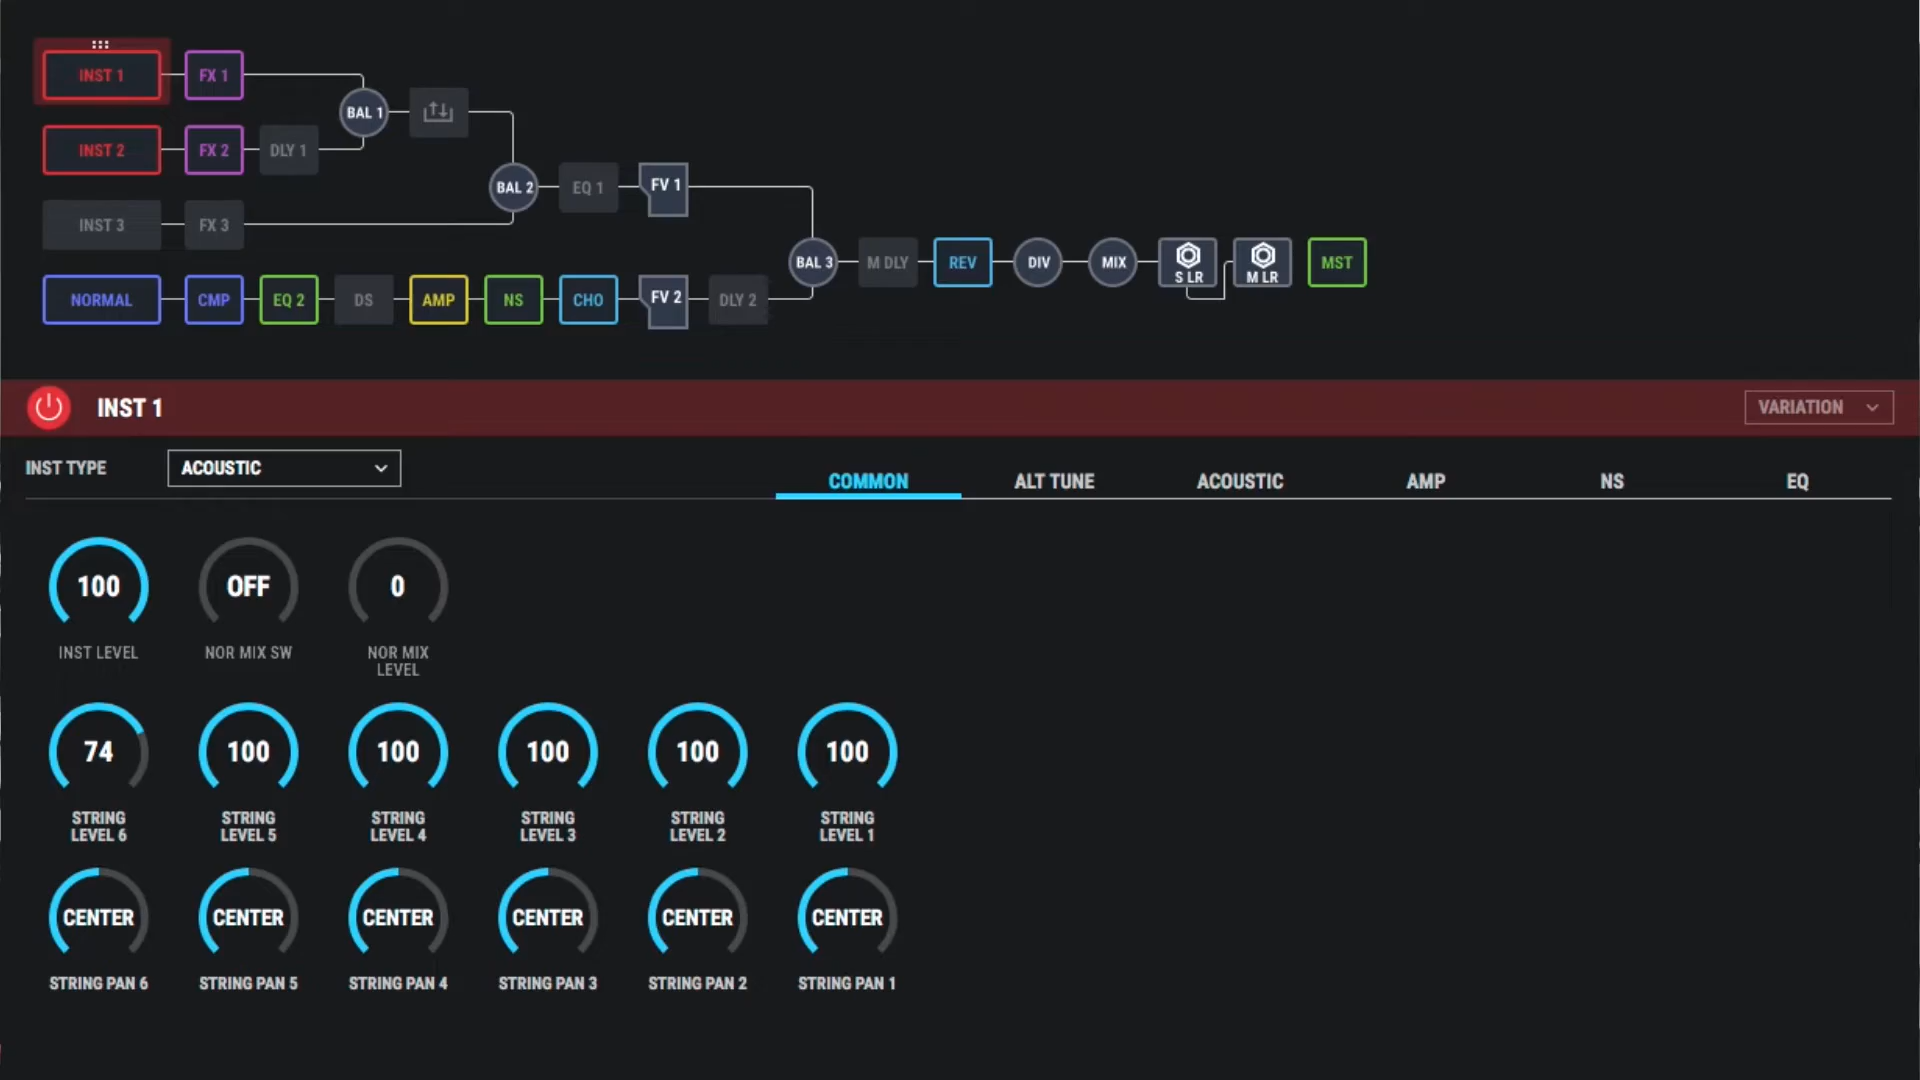 INST 1
FX 1
BAL 1
INST 2
FX 2
DLY 1
BAL 2
EQ 1
FV 1
INST 3
FX 3
BAL 3
M DLY
REV
DIV
MIX
S LR
M LR
MST
NORMAL
CMP
EQ 2
DS
AMP
NS
CHO
FV 2
DLY 2
INST 1
VARIATION
INST TYPE
ACOUSTIC
COMMON
ALT TUNE
ACOUSTIC
AMP
NS
EQ
100
OFF
0
INST LEVEL
NOR MIX SW
NOR MIX
LEVEL
74
100
100
100
100
100
STRING
LEVEL 6
STRING
LEVEL 5
STRING
LEVEL 4
STRING
LEVEL 3
STRING
LEVEL 2
STRING
LEVEL 1
CENTER
CENTER
CENTER
CENTER
CENTER
CENTER
STRING PAN 6
STRING PAN 5
STRING PAN 4
STRING PAN 3
STRING PAN 2
STRING PAN 1